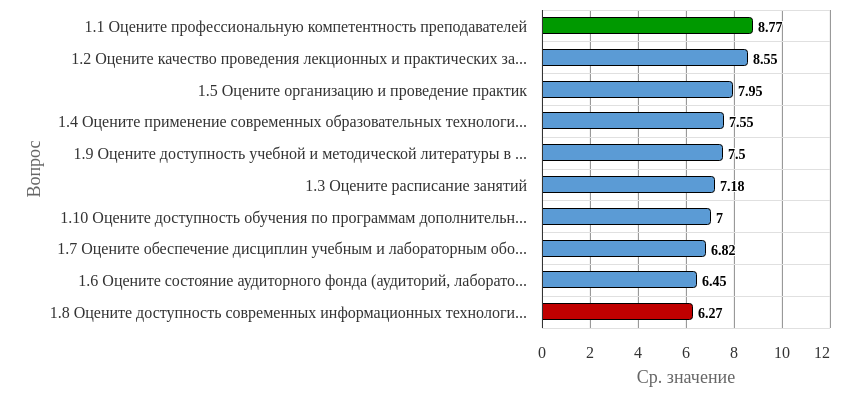 1.1 Оцените профессиональную компетентность преподавателей 8.77
1.2 Оцените качество проведения лекционных и практических за... 8.55
1.5 Оцените организацию и проведение практик 7.95
1.4 Оцените применение современных образовательных технологи... 7.55
1.9 Оцените доступность учебной и методической литературы в ... 7.5
1.3 Оцените расписание занятий 7.18
1.10 Оцените доступность обучения по программам дополнительн... 7
1.7 Оцените обеспечение дисциплин учебным и лабораторным обо... 6.82
1.6 Оцените состояние аудиторного фонда (аудиторий, лаборато... 6.45
1.8 Оцените доступность современных информационных технологи... 6.27
Вопрос
0 2 4 6 8 10 12
Ср. значение